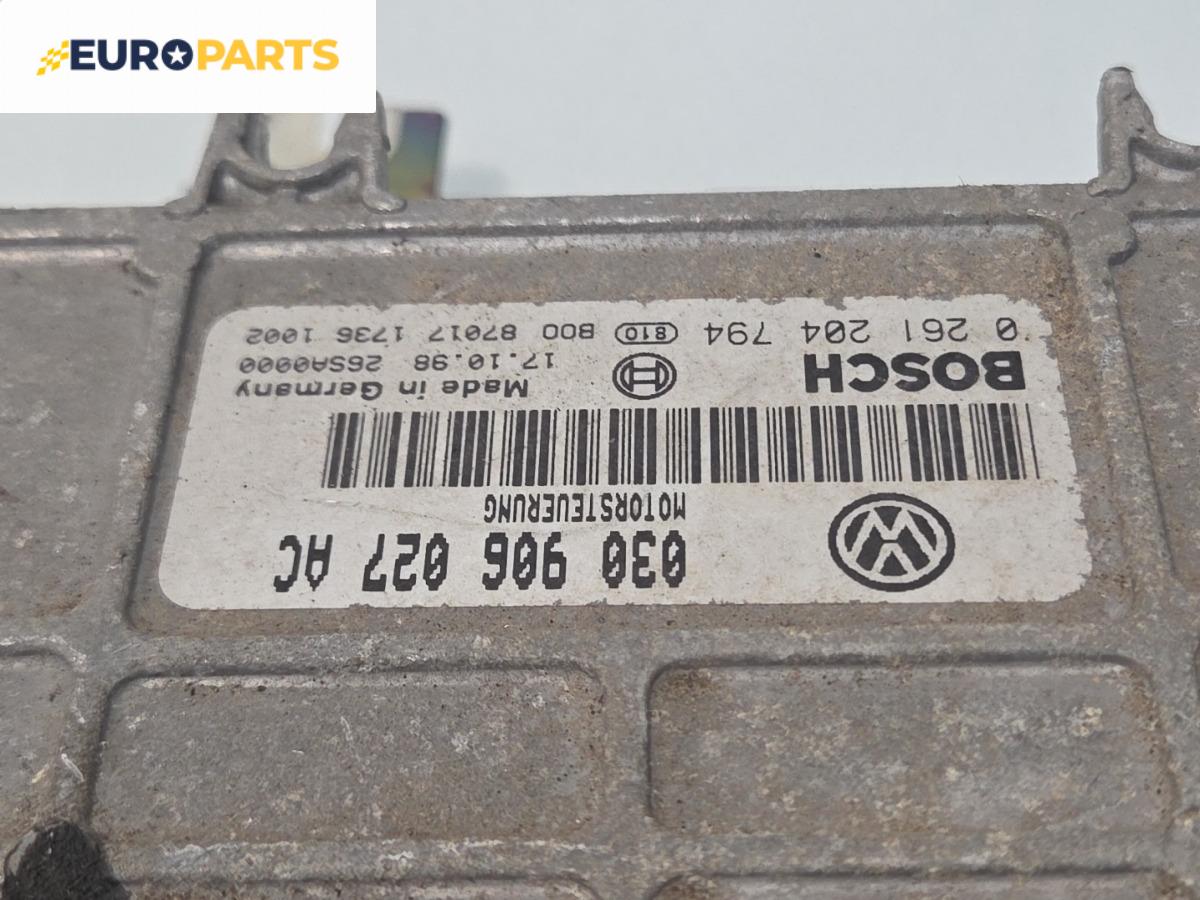 EUROPARTS
030 906 027 AC
MOTORSTEUERUNG
BOSCH
Made in Germany
17.10.98 26SA0000
0 261 204 794
810
B00 87017 1736 1002